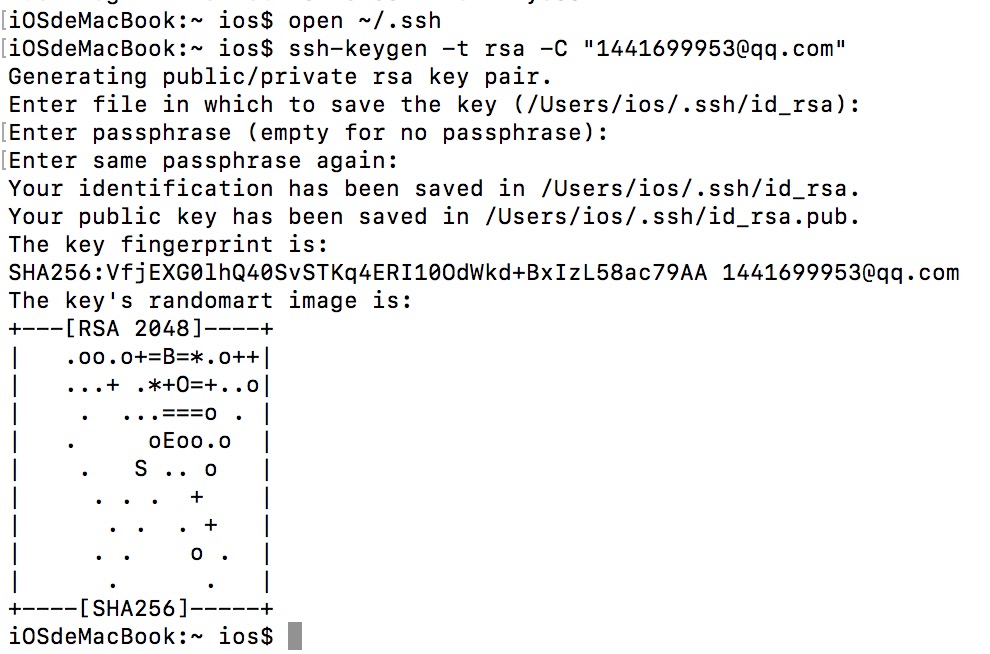 [iOSdeMacBook:~ ios$ open ~/.ssh
[iOSdeMacBook:~ ios$ ssh-keygen -t rsa -C "1441699953@qq.com"
Generating public/private rsa key pair.
Enter file in which to save the key (/Users/ios/.ssh/id_rsa):
[Enter passphrase (empty for no passphrase):
[Enter same passphrase again:
Your identification has been saved in /Users/ios/.ssh/id_rsa.
Your public key has been saved in /Users/ios/.ssh/id_rsa.pub.
The key fingerprint is:
SHA256:VfjEXG0lhQ40SvSTKq4ERI10OdWkd+BxIzL58ac79AA 1441699953@qq.com
The key's randomart image is:
+---[RSA 2048]----+
|    .oo.o+=B=*.o++|
|    ...+ .*+O=+..o|
|     .  ...===o . |
|    .     oEoo.o  |
|     .   S .. o   |
|      . . .  +    |
|       . .  . +   |
|      . .    o .  |
|       .      .   |
+----[SHA256]-----+
iOSdeMacBook:~ ios$